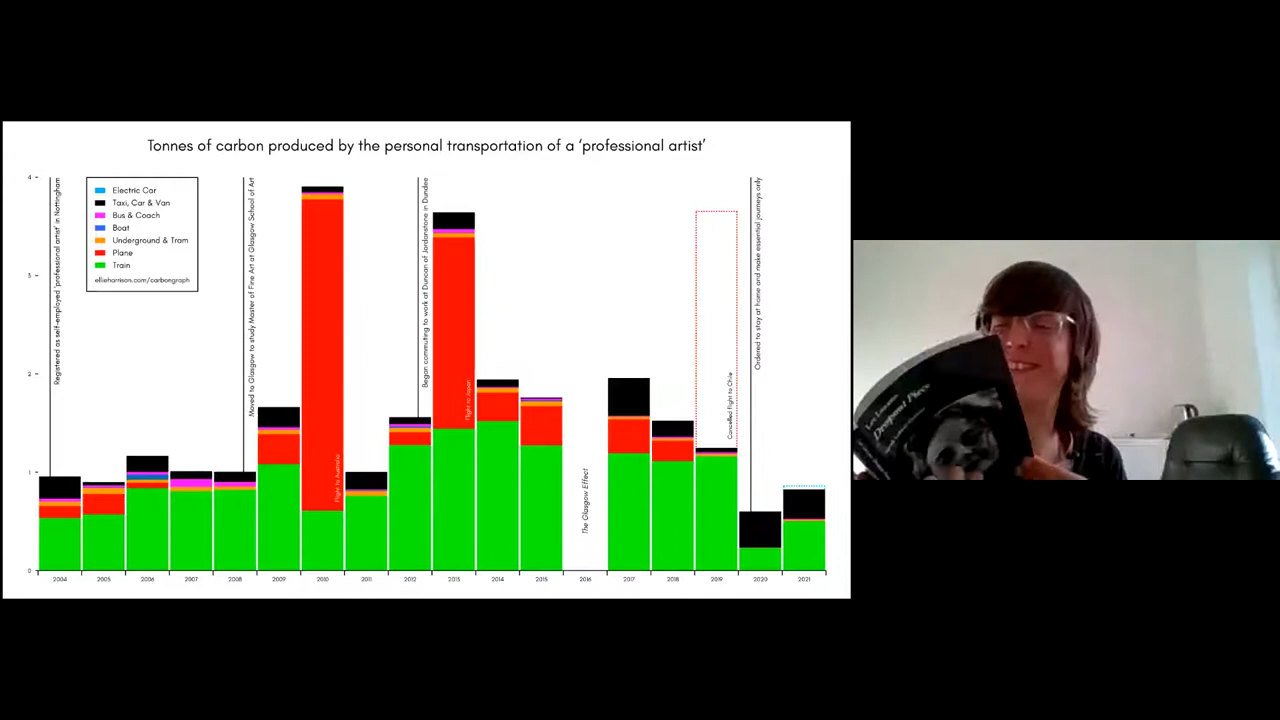 Tonnes of carbon produced by the personal transportation of a 'professional artist'
4
3
2
1
0
Registered as self-employed 'professional artist' in Nottingham
Electric Car
Taxi, Car & Van
Bus & Coach
Boat
Underground & Tram
Plane
Train
ellieharrison.com/carbongraph
Moved to Glasgow to study Master of Fine Art at Glasgow School of Art
Flight to Australia
Began commuting to work at Duncan of Jordanstone in Dundee
Flight to Japan
The Glasgow Effect
Cancelled flight to Chile
Ordered to stay at home and make essential journeys only
2004 2005 2006 2007 2008 2009 2010 2011 2012 2013 2014 2015 2016 2017 2018 2019 2020 2021
Lee Lozano
Dropout Piece